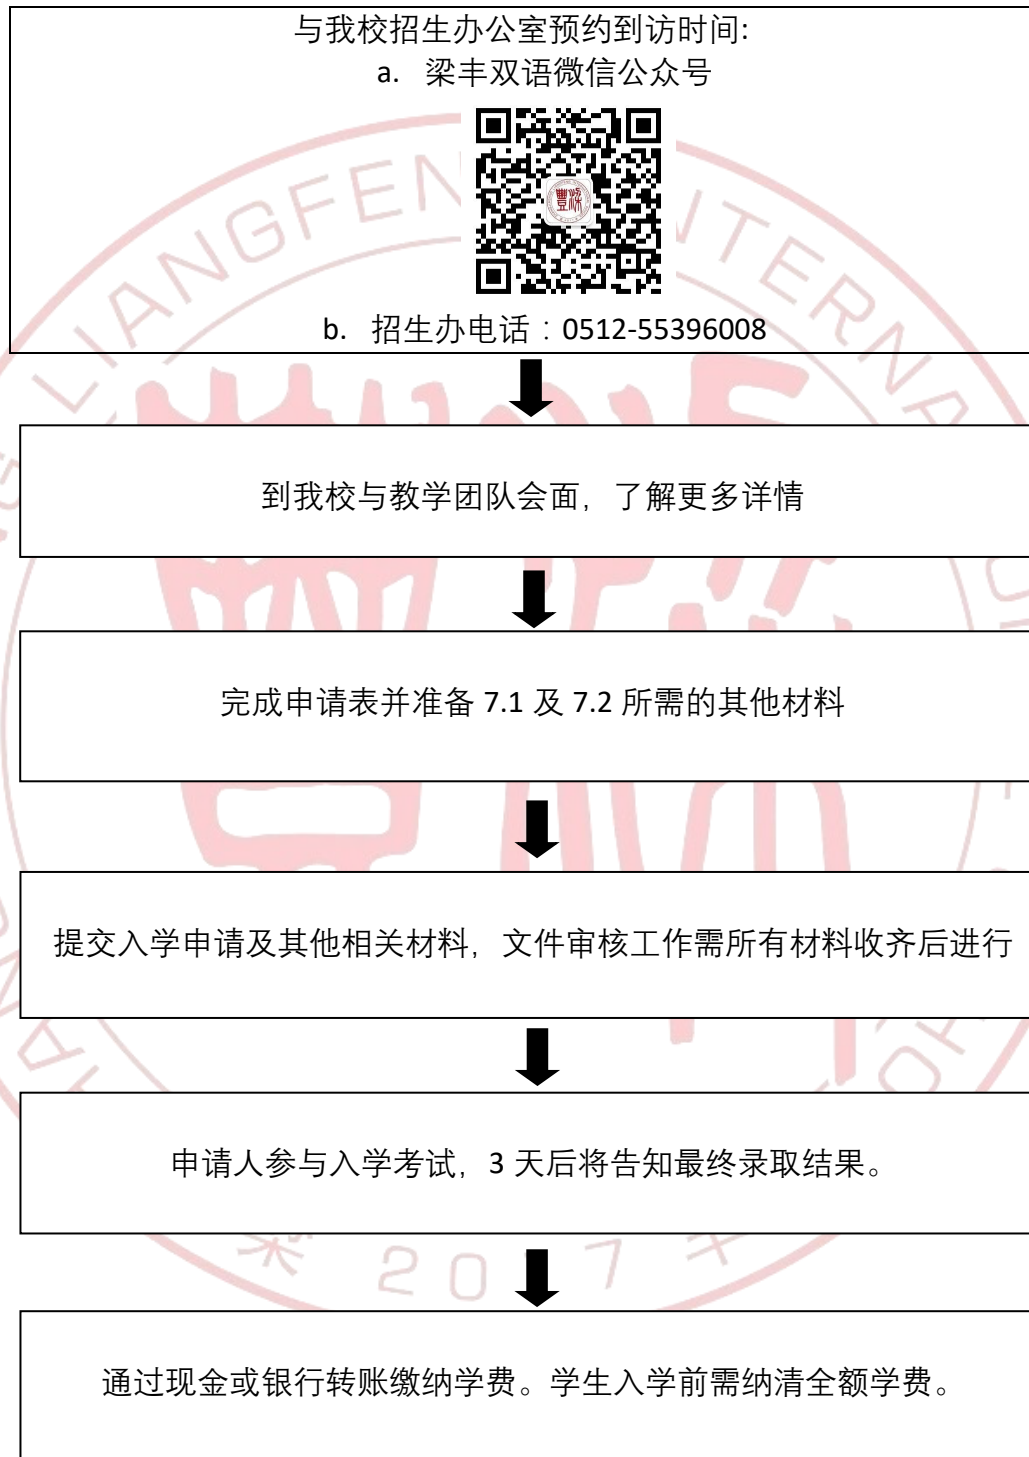 与我校招生办公室预约到访时间:
a. 梁丰双语微信公众号
豐梁
b. 招生办电话：0512-55396008
到我校与教学团队会面，了解更多详情
完成申请表并准备 7.1 及 7.2 所需的其他材料
提交入学申请及其他相关材料，文件审核工作需所有材料收齐后进行
申请人参与入学考试，3 天后将告知最终录取结果。
通过现金或银行转账缴纳学费。学生入学前需纳清全额学费。
LIANGFEN
INTERNA
2017